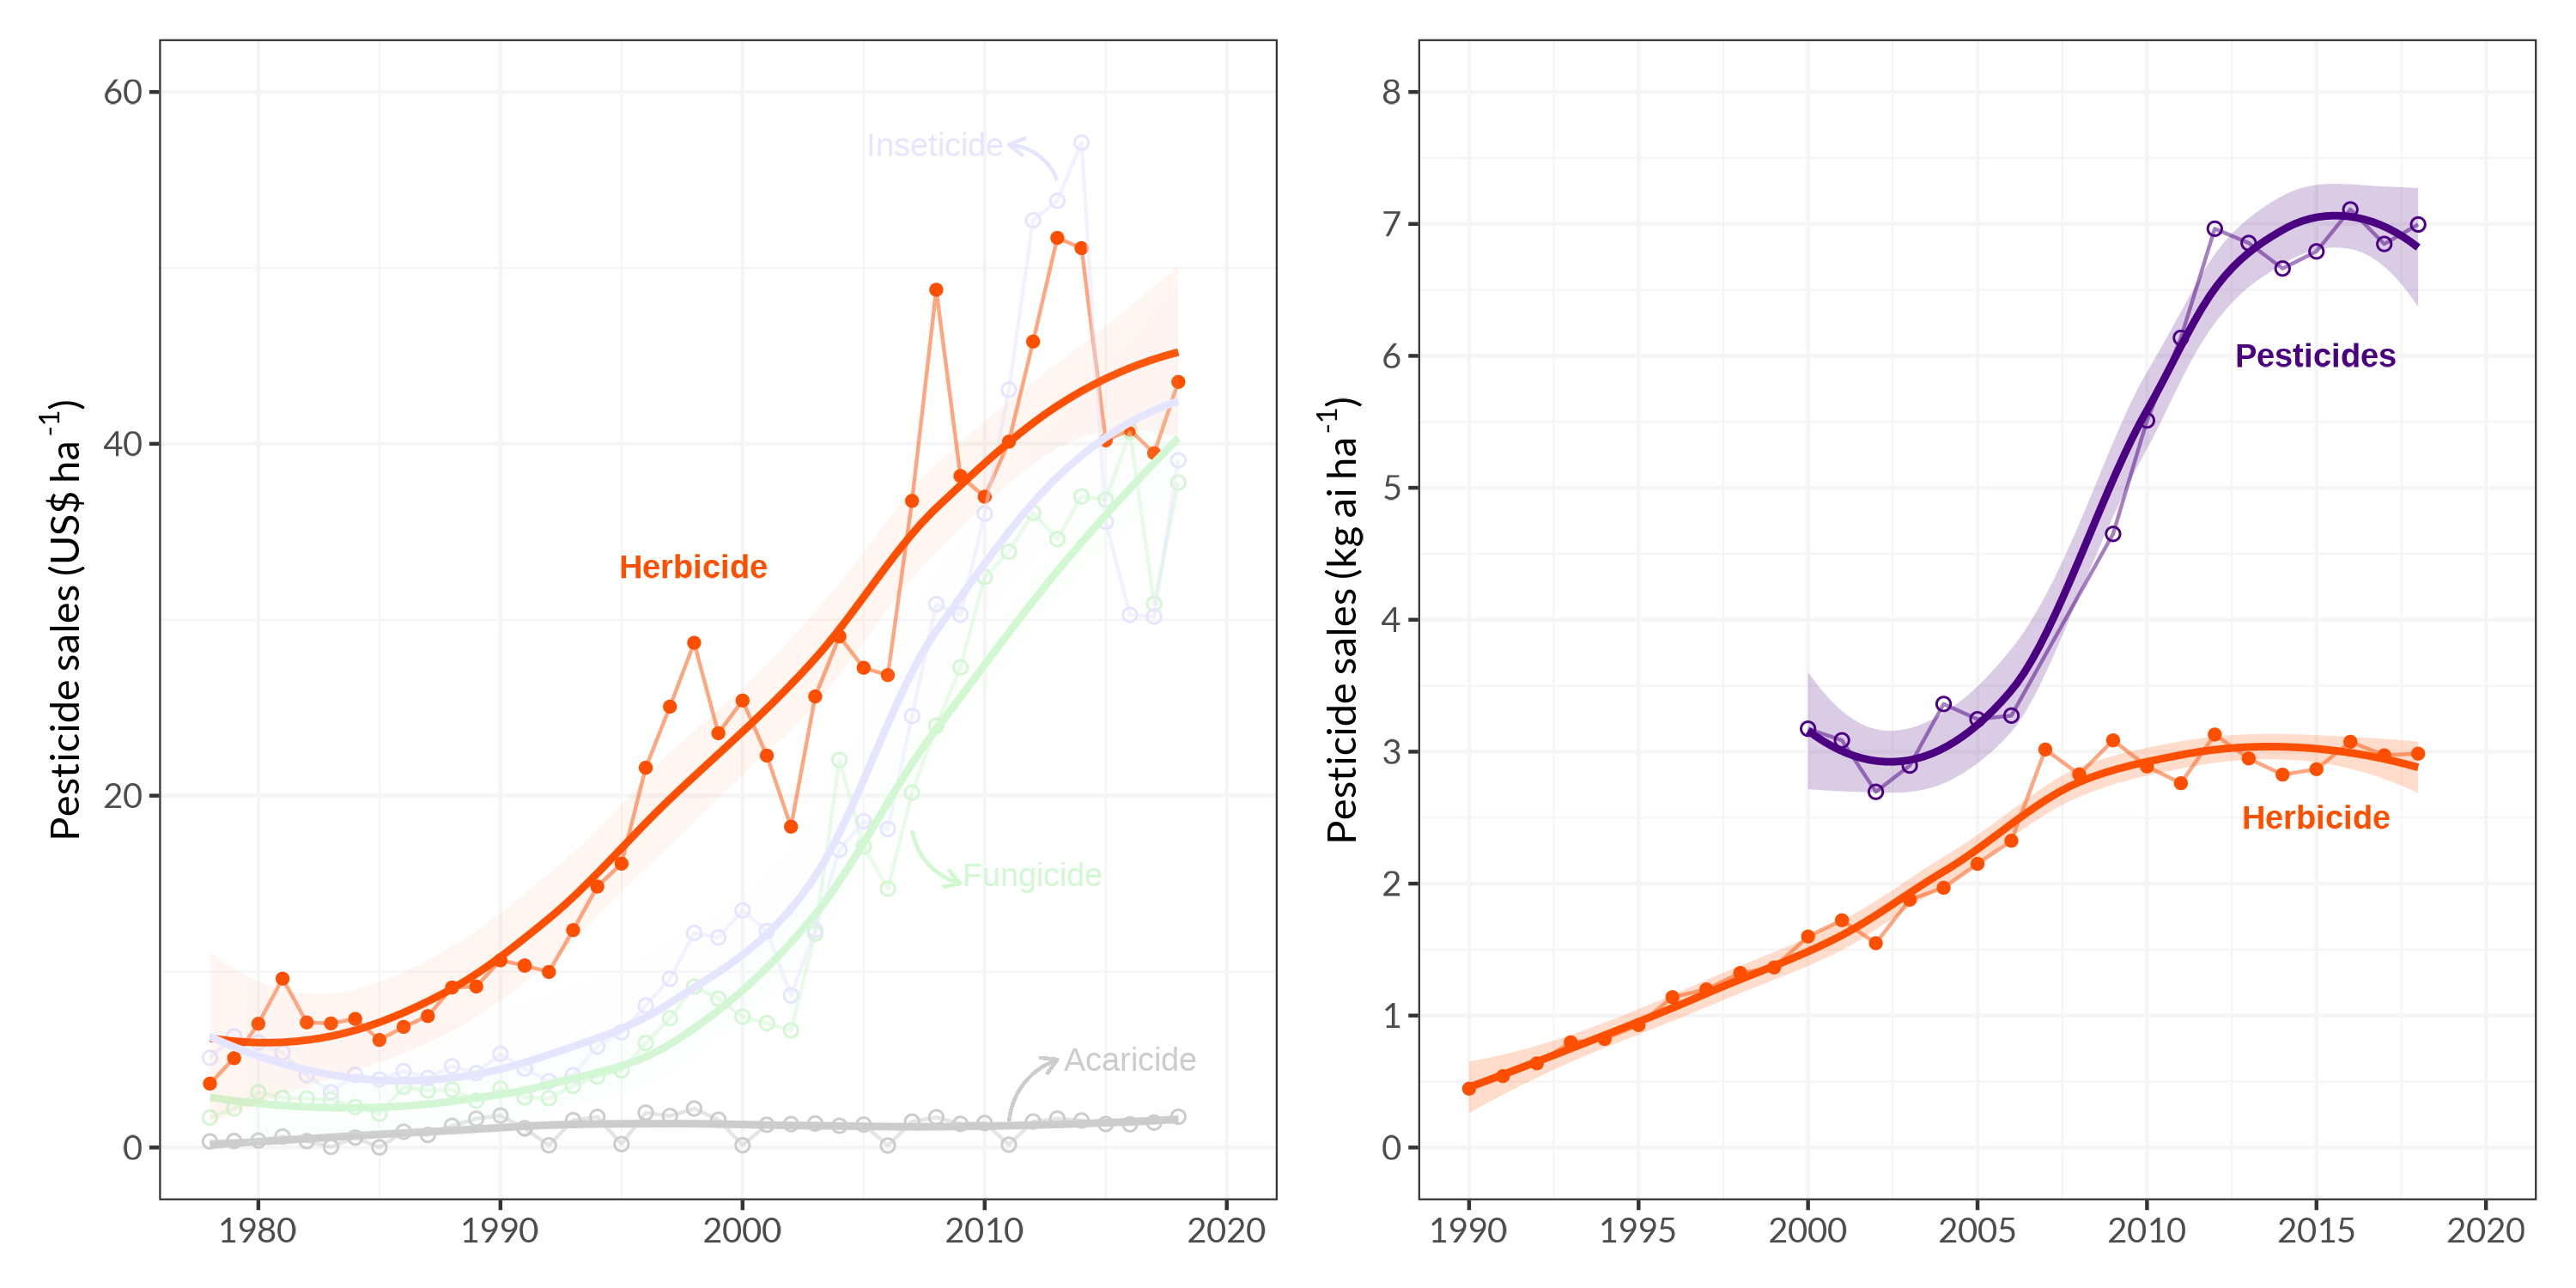 Pesticide sales (US$ ha⁻¹)
60
40
20
0
1980 1990 2000 2010 2020
Inseticide
Herbicide
Fungicide
Acaricide
Pesticide sales (kg ai ha⁻¹)
8
7
6
5
4
3
2
1
0
1990 1995 2000 2005 2010 2015 2020
Pesticides
Herbicide